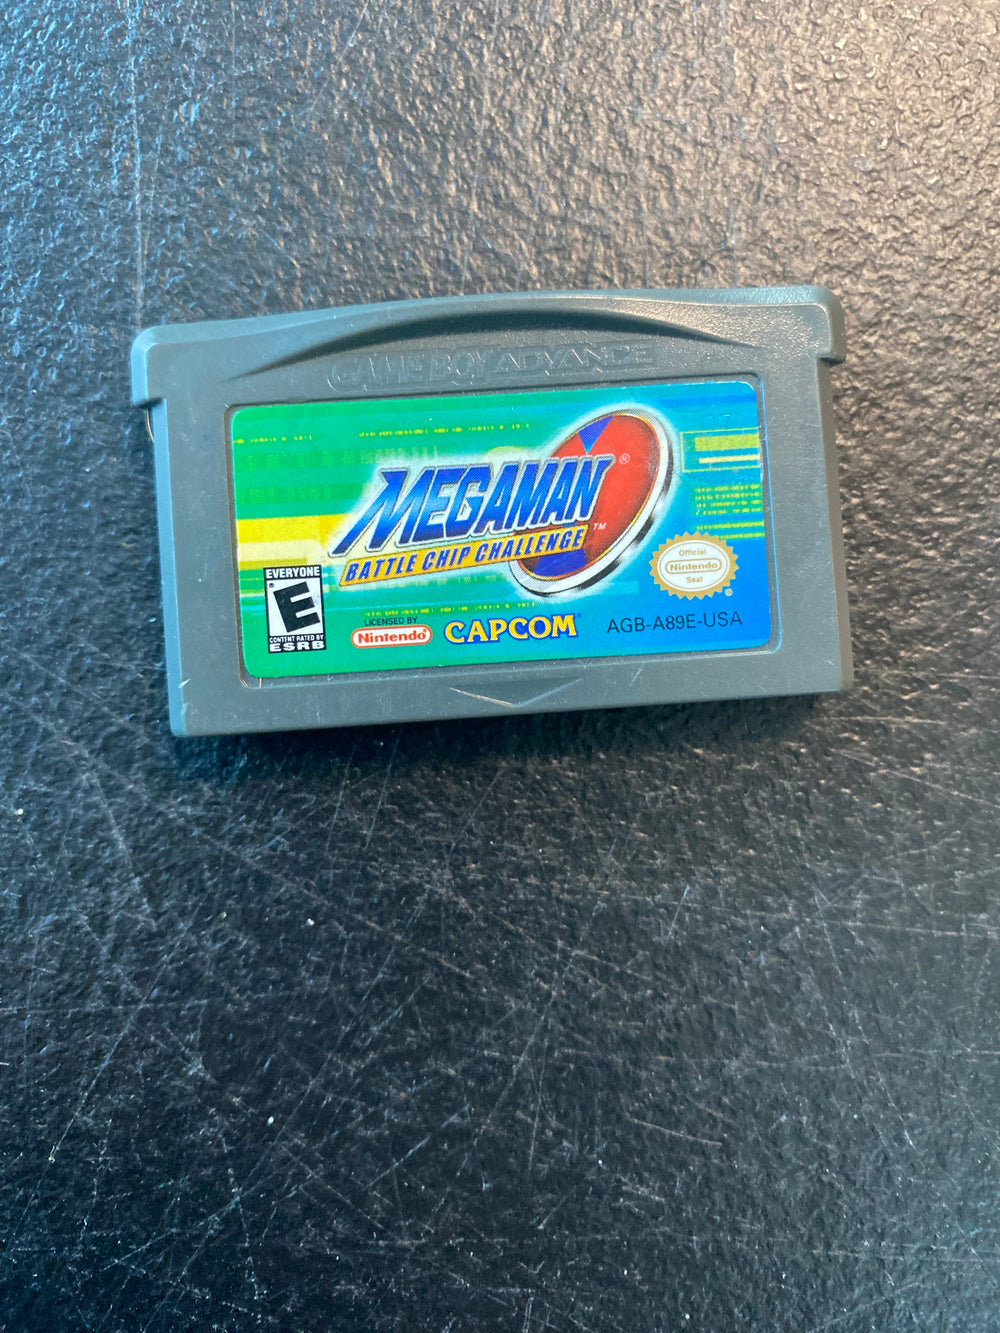 GAME BOY ADVANCE
MEGAMAN®
BATTLE CHIP CHALLENGE™
EVERYONE
E
®
CONTENT RATED BY
ESRB
LICENSED BY
Nintendo®
CAPCOM®
Official
Nintendo
Seal
®
AGB-A89E-USA